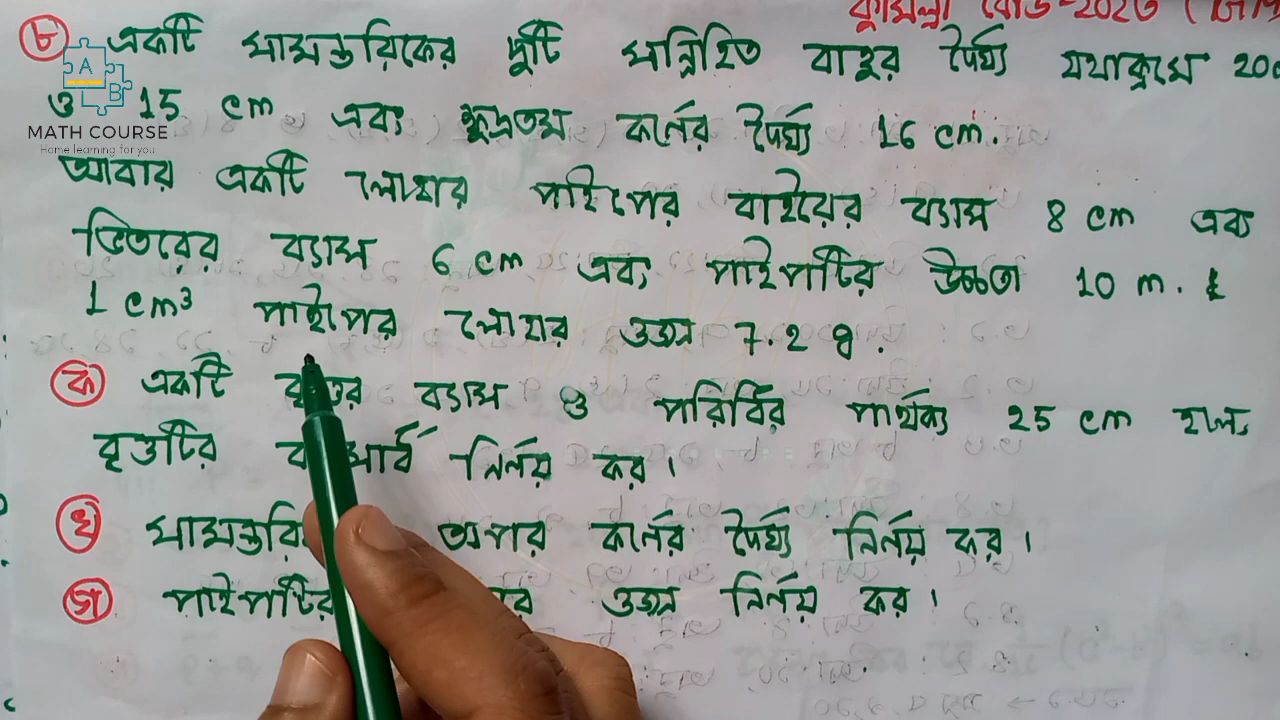 কুমিল্লা বোর্ড-2020
৮ একটি সামন্তরিকের দুটি সন্নিহিত বাহুর দৈর্ঘ্য যথাক্রমে
ও 15 cm এবং ক্ষুদ্রতম কর্ণের দৈর্ঘ্য 16 cm.
MATH COURSE
Home learning for you
আবার একটি লোহার পাইপের বাইরের ব্যাস 8 cm এবং
ভিতরের ব্যাস 6 cm এবং পাইপটির উচ্চতা 10 m.
1 cm³ পাইপের লোহার ওজন 7.2 g.
ক একটি বৃত্তের ব্যাস ও পরিধির পার্থক্য 25 cm হলে,
বৃত্তটির নির্ণয় কর।
খ অপর কর্ণের দৈর্ঘ্য নির্ণয় কর।
গ পাইপটির ওজন নির্ণয় কর।